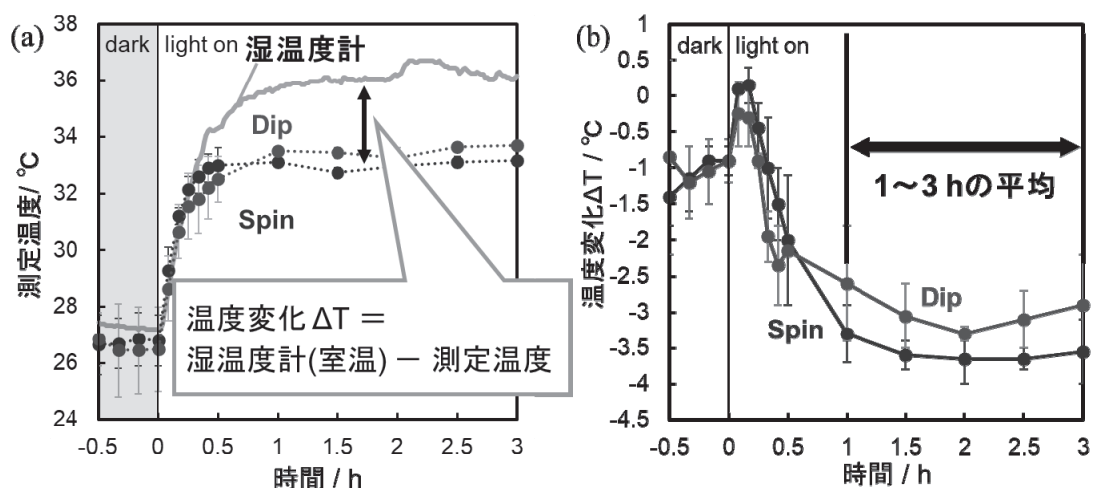 (a)
dark
light on
湿温度計
Dip
Spin
温度変化 ΔT =
湿温度計(室温) － 測定温度
測定温度/ °C
38
36
34
32
30
28
26
24
-0.5
0
0.5
1
1.5
2
2.5
3
時間 / h
(b)
dark
light on
1～3 hの平均
Dip
Spin
温度変化ΔT / °C
1
0.5
0
-0.5
-1
-1.5
-2
-2.5
-3
-3.5
-4
-4.5
-0.5
0
0.5
1
1.5
2
2.5
3
時間 / h